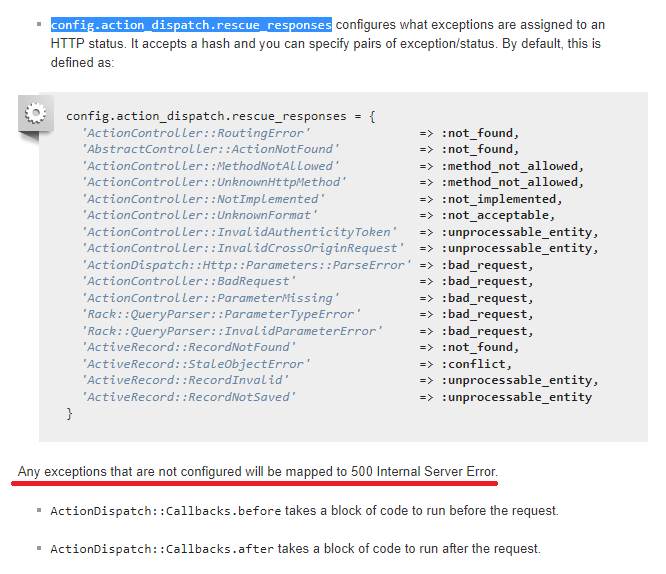 config.action_dispatch.rescue_responses configures what exceptions are assigned to an
HTTP status. It accepts a hash and you can specify pairs of exception/status. By default, this is
defined as:
config.action_dispatch.rescue_responses = {
'ActionController::RoutingError' => :not_found,
'AbstractController::ActionNotFound' => :not_found,
'ActionController::MethodNotAllowed' => :method_not_allowed,
'ActionController::UnknownHttpMethod' => :method_not_allowed,
'ActionController::NotImplemented' => :not_implemented,
'ActionController::UnknownFormat' => :not_acceptable,
'ActionController::InvalidAuthenticityToken' => :unprocessable_entity,
'ActionController::InvalidCrossOriginRequest' => :unprocessable_entity,
'ActionDispatch::Http::Parameters::ParseError' => :bad_request,
'ActionController::BadRequest' => :bad_request,
'ActionController::ParameterMissing' => :bad_request,
'Rack::QueryParser::ParameterTypeError' => :bad_request,
'Rack::QueryParser::InvalidParameterError' => :bad_request,
'ActiveRecord::RecordNotFound' => :not_found,
'ActiveRecord::StaleObjectError' => :conflict,
'ActiveRecord::RecordInvalid' => :unprocessable_entity,
'ActiveRecord::RecordNotSaved' => :unprocessable_entity
}
Any exceptions that are not configured will be mapped to 500 Internal Server Error.
ActionDispatch::Callbacks.before takes a block of code to run before the request.
ActionDispatch::Callbacks.after takes a block of code to run after the request.